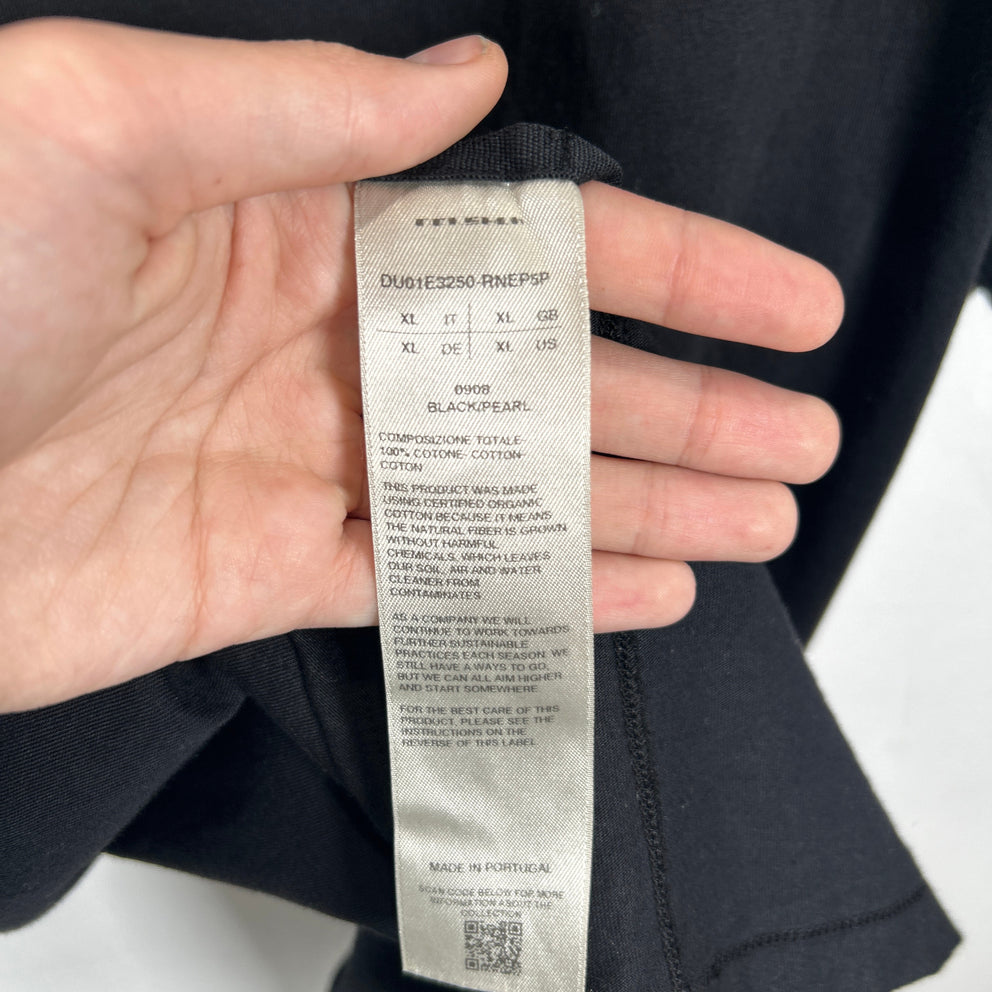 DU01E3250-RNEP5P
XL IT XL GB
XL DE XL US
0908
BLACK/PEARL
COMPOSIZIONE TOTALE-
100% COTONE- COTTON-
COTON
THIS PRODUCT WAS MADE
USING CERTIFIED ORGANIC
COTTON BECAUSE IT MEANS
THE NATURAL FIBER IS GROWN
WITHOUT HARMFUL
CHEMICALS, WHICH LEAVES
OUR SOIL, AIR AND WATER
CLEANER FROM
CONTAMINATES
AS A COMPANY WE WILL
CONTINUE TO WORK TOWARDS
FURTHER SUSTAINABLE
PRACTICES EACH SEASON. WE
STILL HAVE A WAYS TO GO,
BUT WE CAN ALL AIM HIGHER
AND START SOMEWHERE
FOR THE BEST CARE OF THIS
PRODUCT, PLEASE SEE THE
INSTRUCTIONS ON THE
REVERSE OF THIS LABEL
MADE IN PORTUGAL
SCAN CODE BELOW FOR MORE
INFORMATION ABOUT THE
COLLECTION